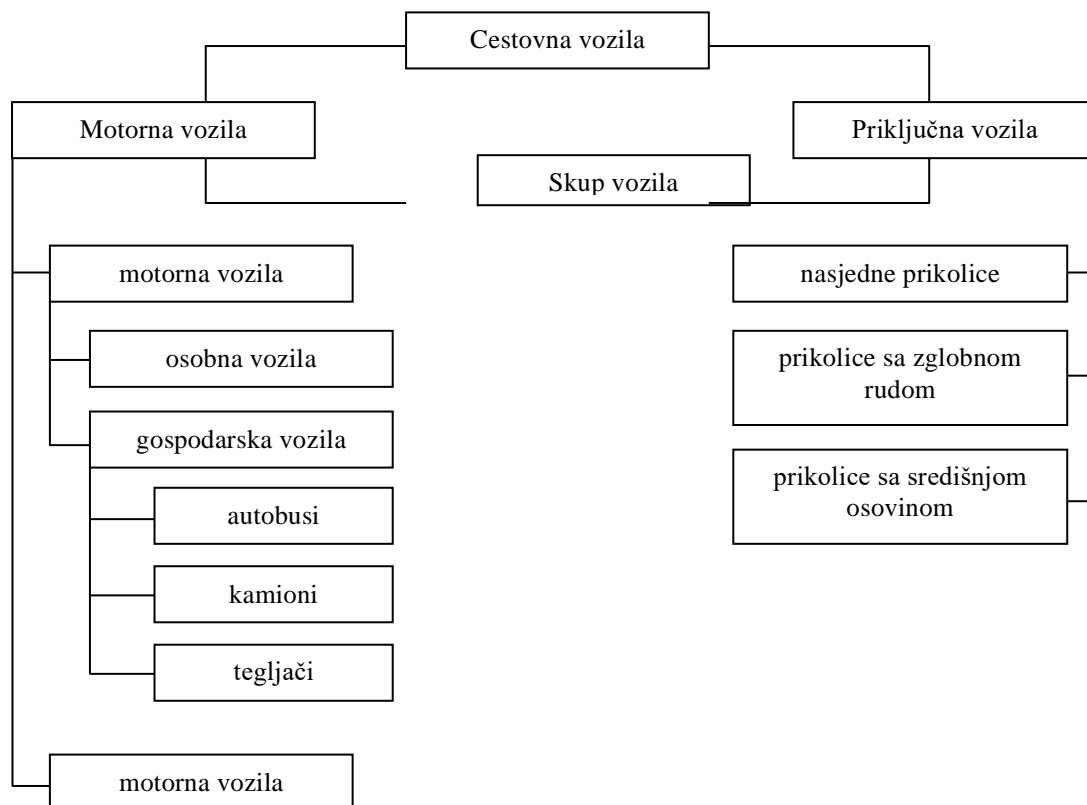 Cestovna vozila
Motorna vozila
Priključna vozila
Skup vozila
motorna vozila
nasjedne prikolice
osobna vozila
prikolice sa zglobnom
rudom
gospodarska vozila
prikolice sa središnjom
osovinom
autobusi
kamioni
tegljači
motorna vozila